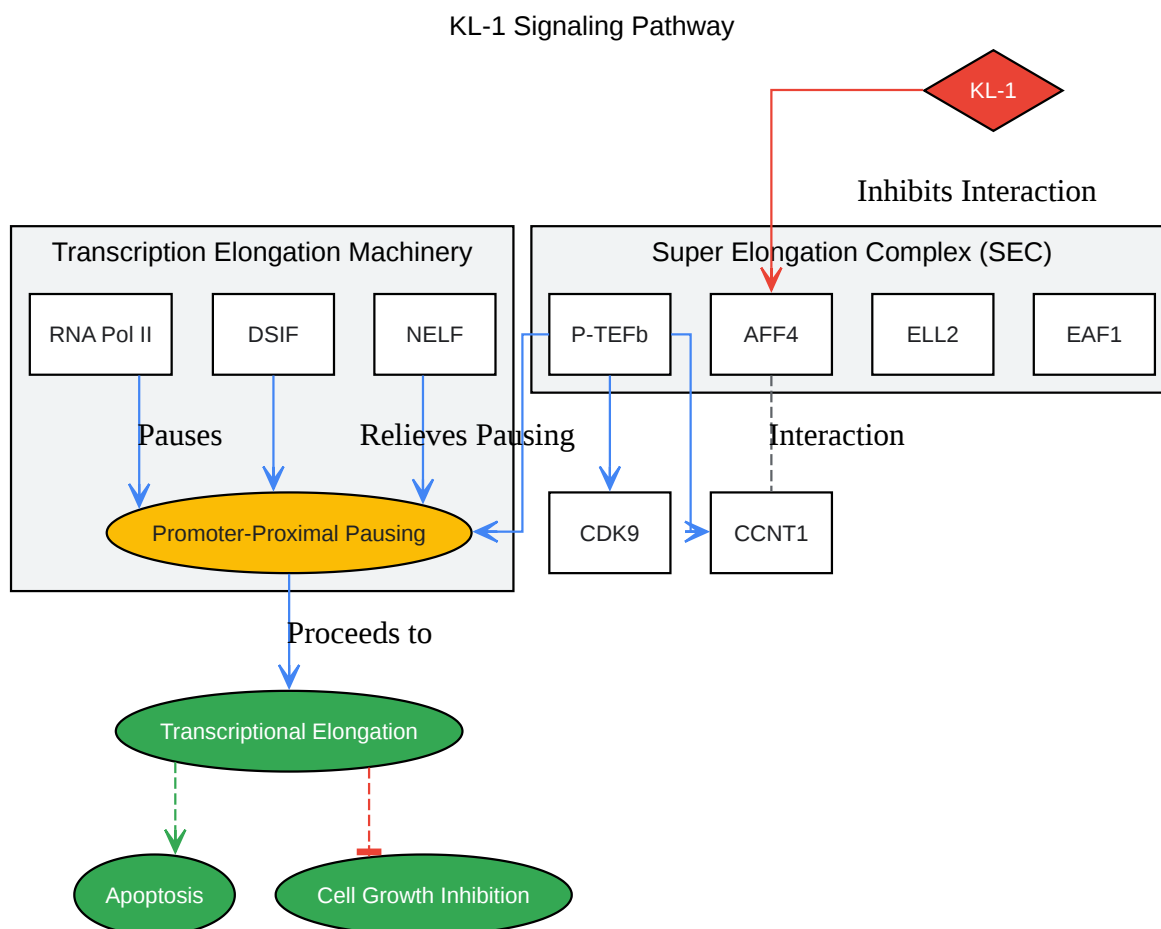 KL-1 Signaling Pathway
KL-1
Inhibits Interaction
Transcription Elongation Machinery
Super Elongation Complex (SEC)
RNA Pol II
DSIF
NELF
P-TEFb
AFF4
ELL2
EAF1
Pauses
Relieves Pausing
Interaction
Promoter-Proximal Pausing
CDK9
CCNT1
Proceeds to
Transcriptional Elongation
Apoptosis
Cell Growth Inhibition